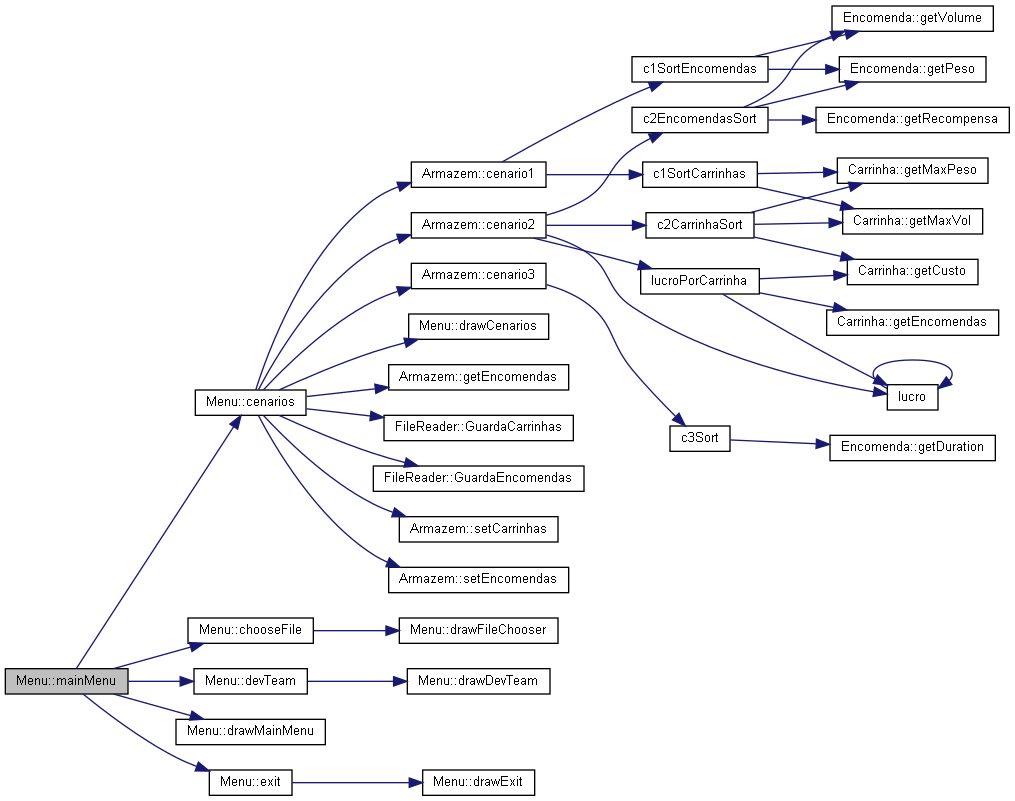 Encomenda::getVolume
c1SortEncomendas
Encomenda::getPeso
c2EncomendasSort
Encomenda::getRecompensa
Armazem::cenario1
c1SortCarrinhas
Carrinha::getMaxPeso
Armazem::cenario2
c2CarrinhaSort
Carrinha::getMaxVol
Armazem::cenario3
lucroPorCarrinha
Carrinha::getCusto
Menu::drawCenarios
Carrinha::getEncomendas
Armazem::getEncomendas
Menu::cenarios
lucro
FileReader::GuardaCarrinhas
c3Sort
Encomenda::getDuration
FileReader::GuardaEncomendas
Armazem::setCarrinhas
Armazem::setEncomendas
Menu::chooseFile
Menu::drawFileChooser
Menu::mainMenu
Menu::devTeam
Menu::drawDevTeam
Menu::drawMainMenu
Menu::exit
Menu::drawExit